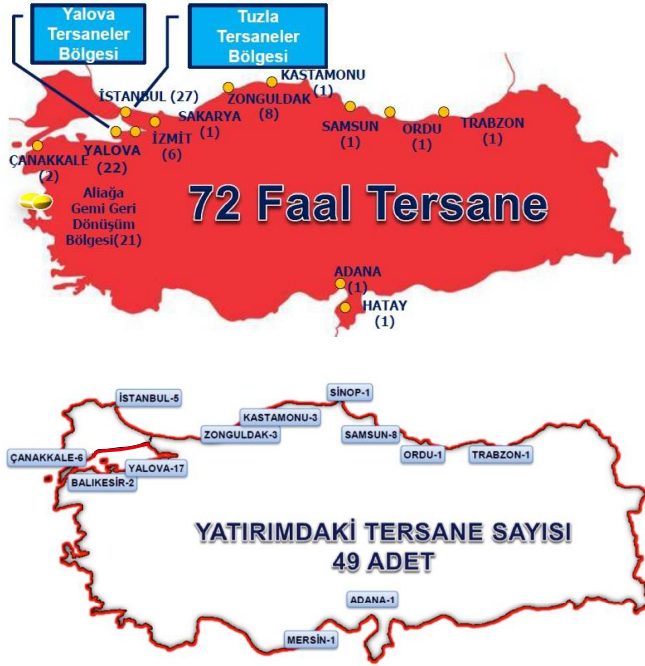 Yalova
Tersaneler
Bölgesi
Tuzla
Tersaneler
Bölgesi
KASTAMONU
(1)
İSTANBUL (27)
ZONGULDAK
(8)
SAKARYA
(1)
SAMSUN
(1)
ORDU
(1)
TRABZON
(1)
İZMİT
(6)
YALOVA
(22)
ÇANAKKALE
(2)
Aliağa
Gemi Geri
Dönüşüm
Bölgesi(21)
72 Faal Tersane
ADANA
(1)
HATAY
(1)
SİNOP-1
İSTANBUL-5
KASTAMONU-3
ZONGULDAK-3
SAMSUN-8
ORDU-1
TRABZON-1
ÇANAKKALE-6
YALOVA-17
BALIKESİR-2
YATIRIMDAKİ TERSANE SAYISI
49 ADET
ADANA-1
MERSİN-1